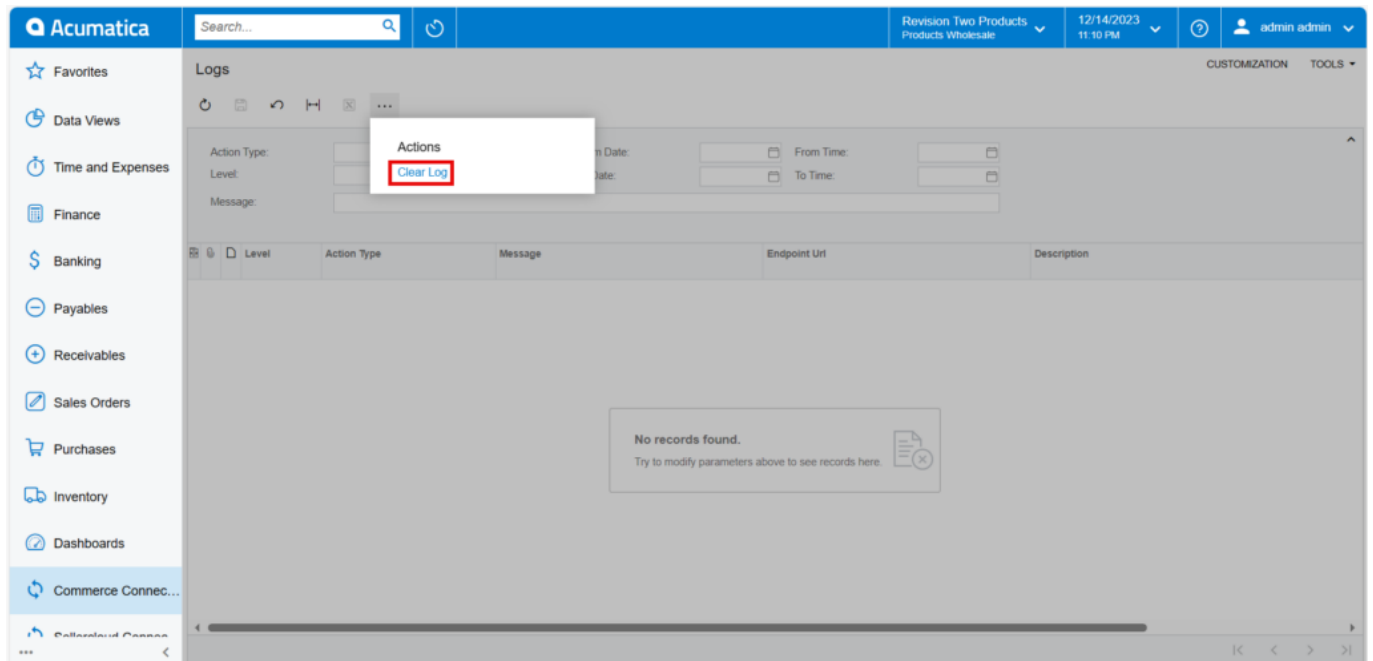 Acumatica
Search...
Revision Two Products
Products Wholesale
12/14/2023
11:10 PM
admin admin
Favorites
Data Views
Time and Expenses
Finance
Banking
Payables
Receivables
Sales Orders
Purchases
Inventory
Dashboards
Commerce Connec...
Logs
CUSTOMIZATION TOOLS
Actions
Clear Log
Action Type:
Level:
Message:
Date:
From Time:
Date:
To Time:
Level Action Type Message Endpoint Url Description
No records found.
Try to modify parameters above to see records here.